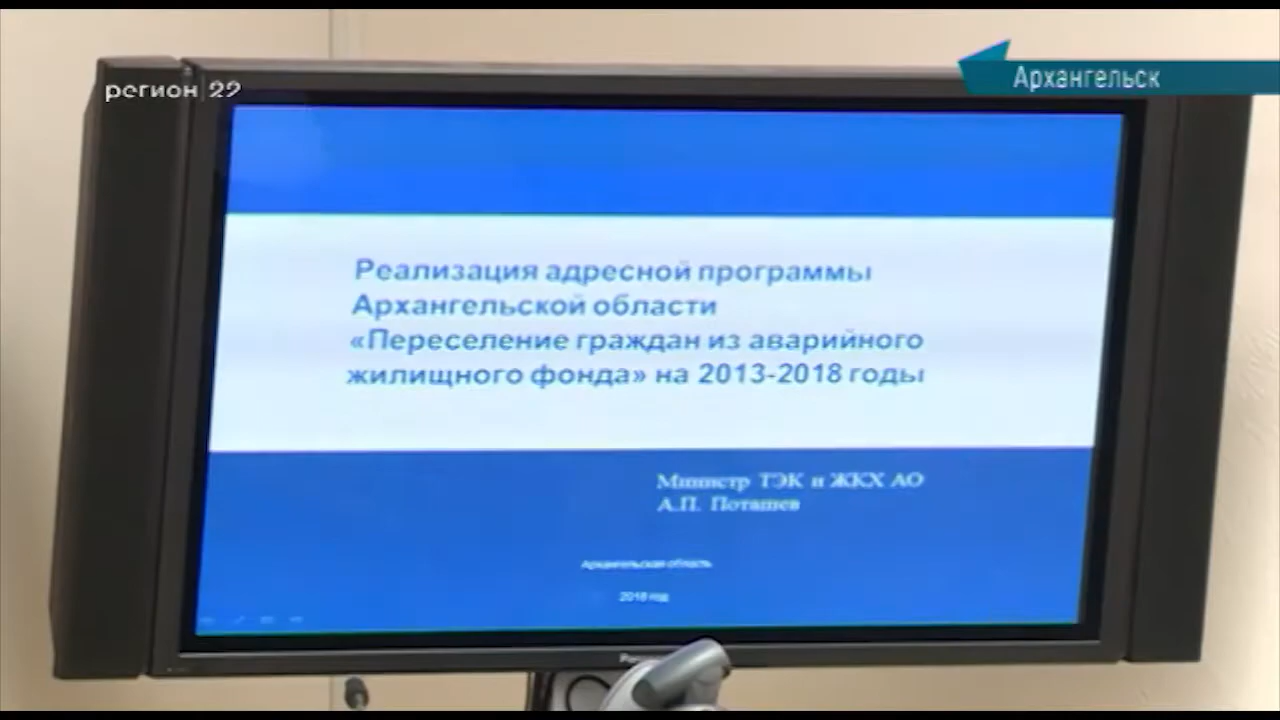 Архангельск
регион 22
Реализация адресной программы
Архангельской области
«Переселение граждан из аварийного
жилищного фонда» на 2013-2018 годы
Министр ТЭК и ЖКХ АО
А.П. Поташев
Архангельская область
2018 год